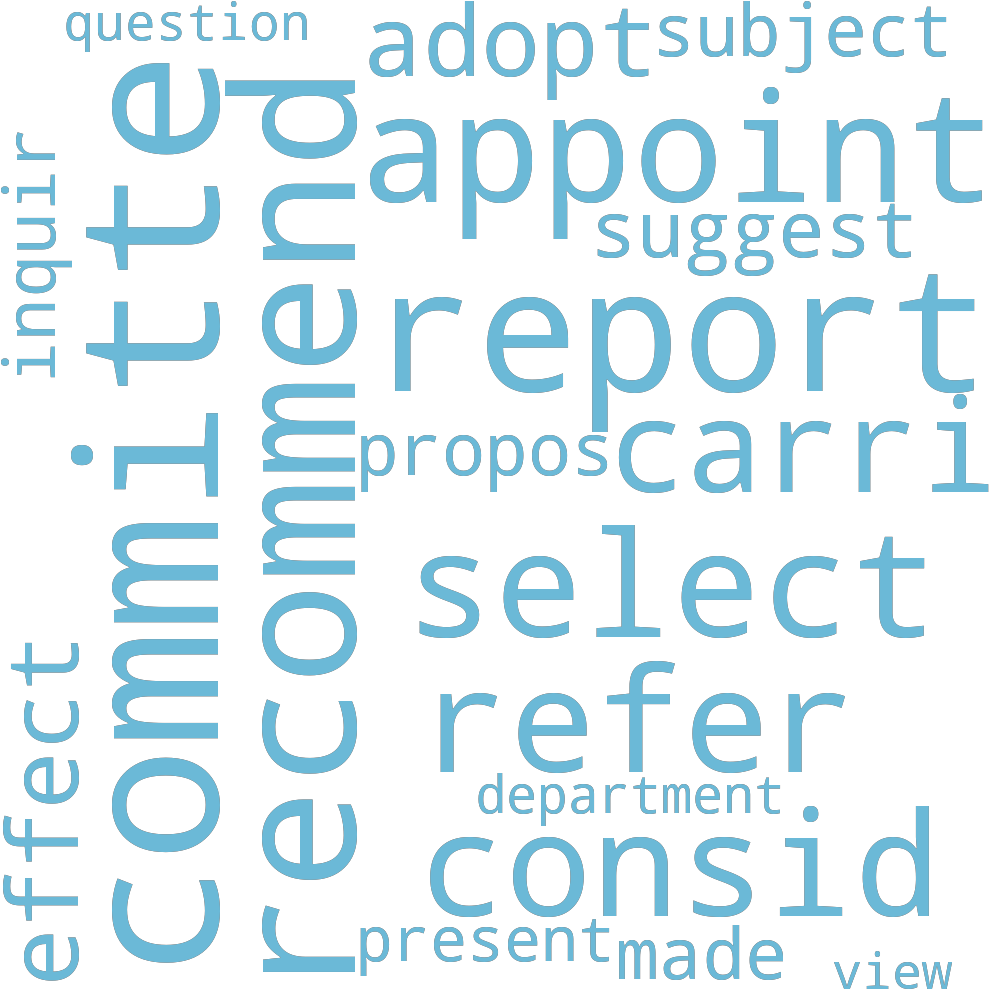 question
adopt
subject
committe
recommend
appoint
inquir
suggest
report
propos
carri
select
effect
refer
department
consid
present
made
view